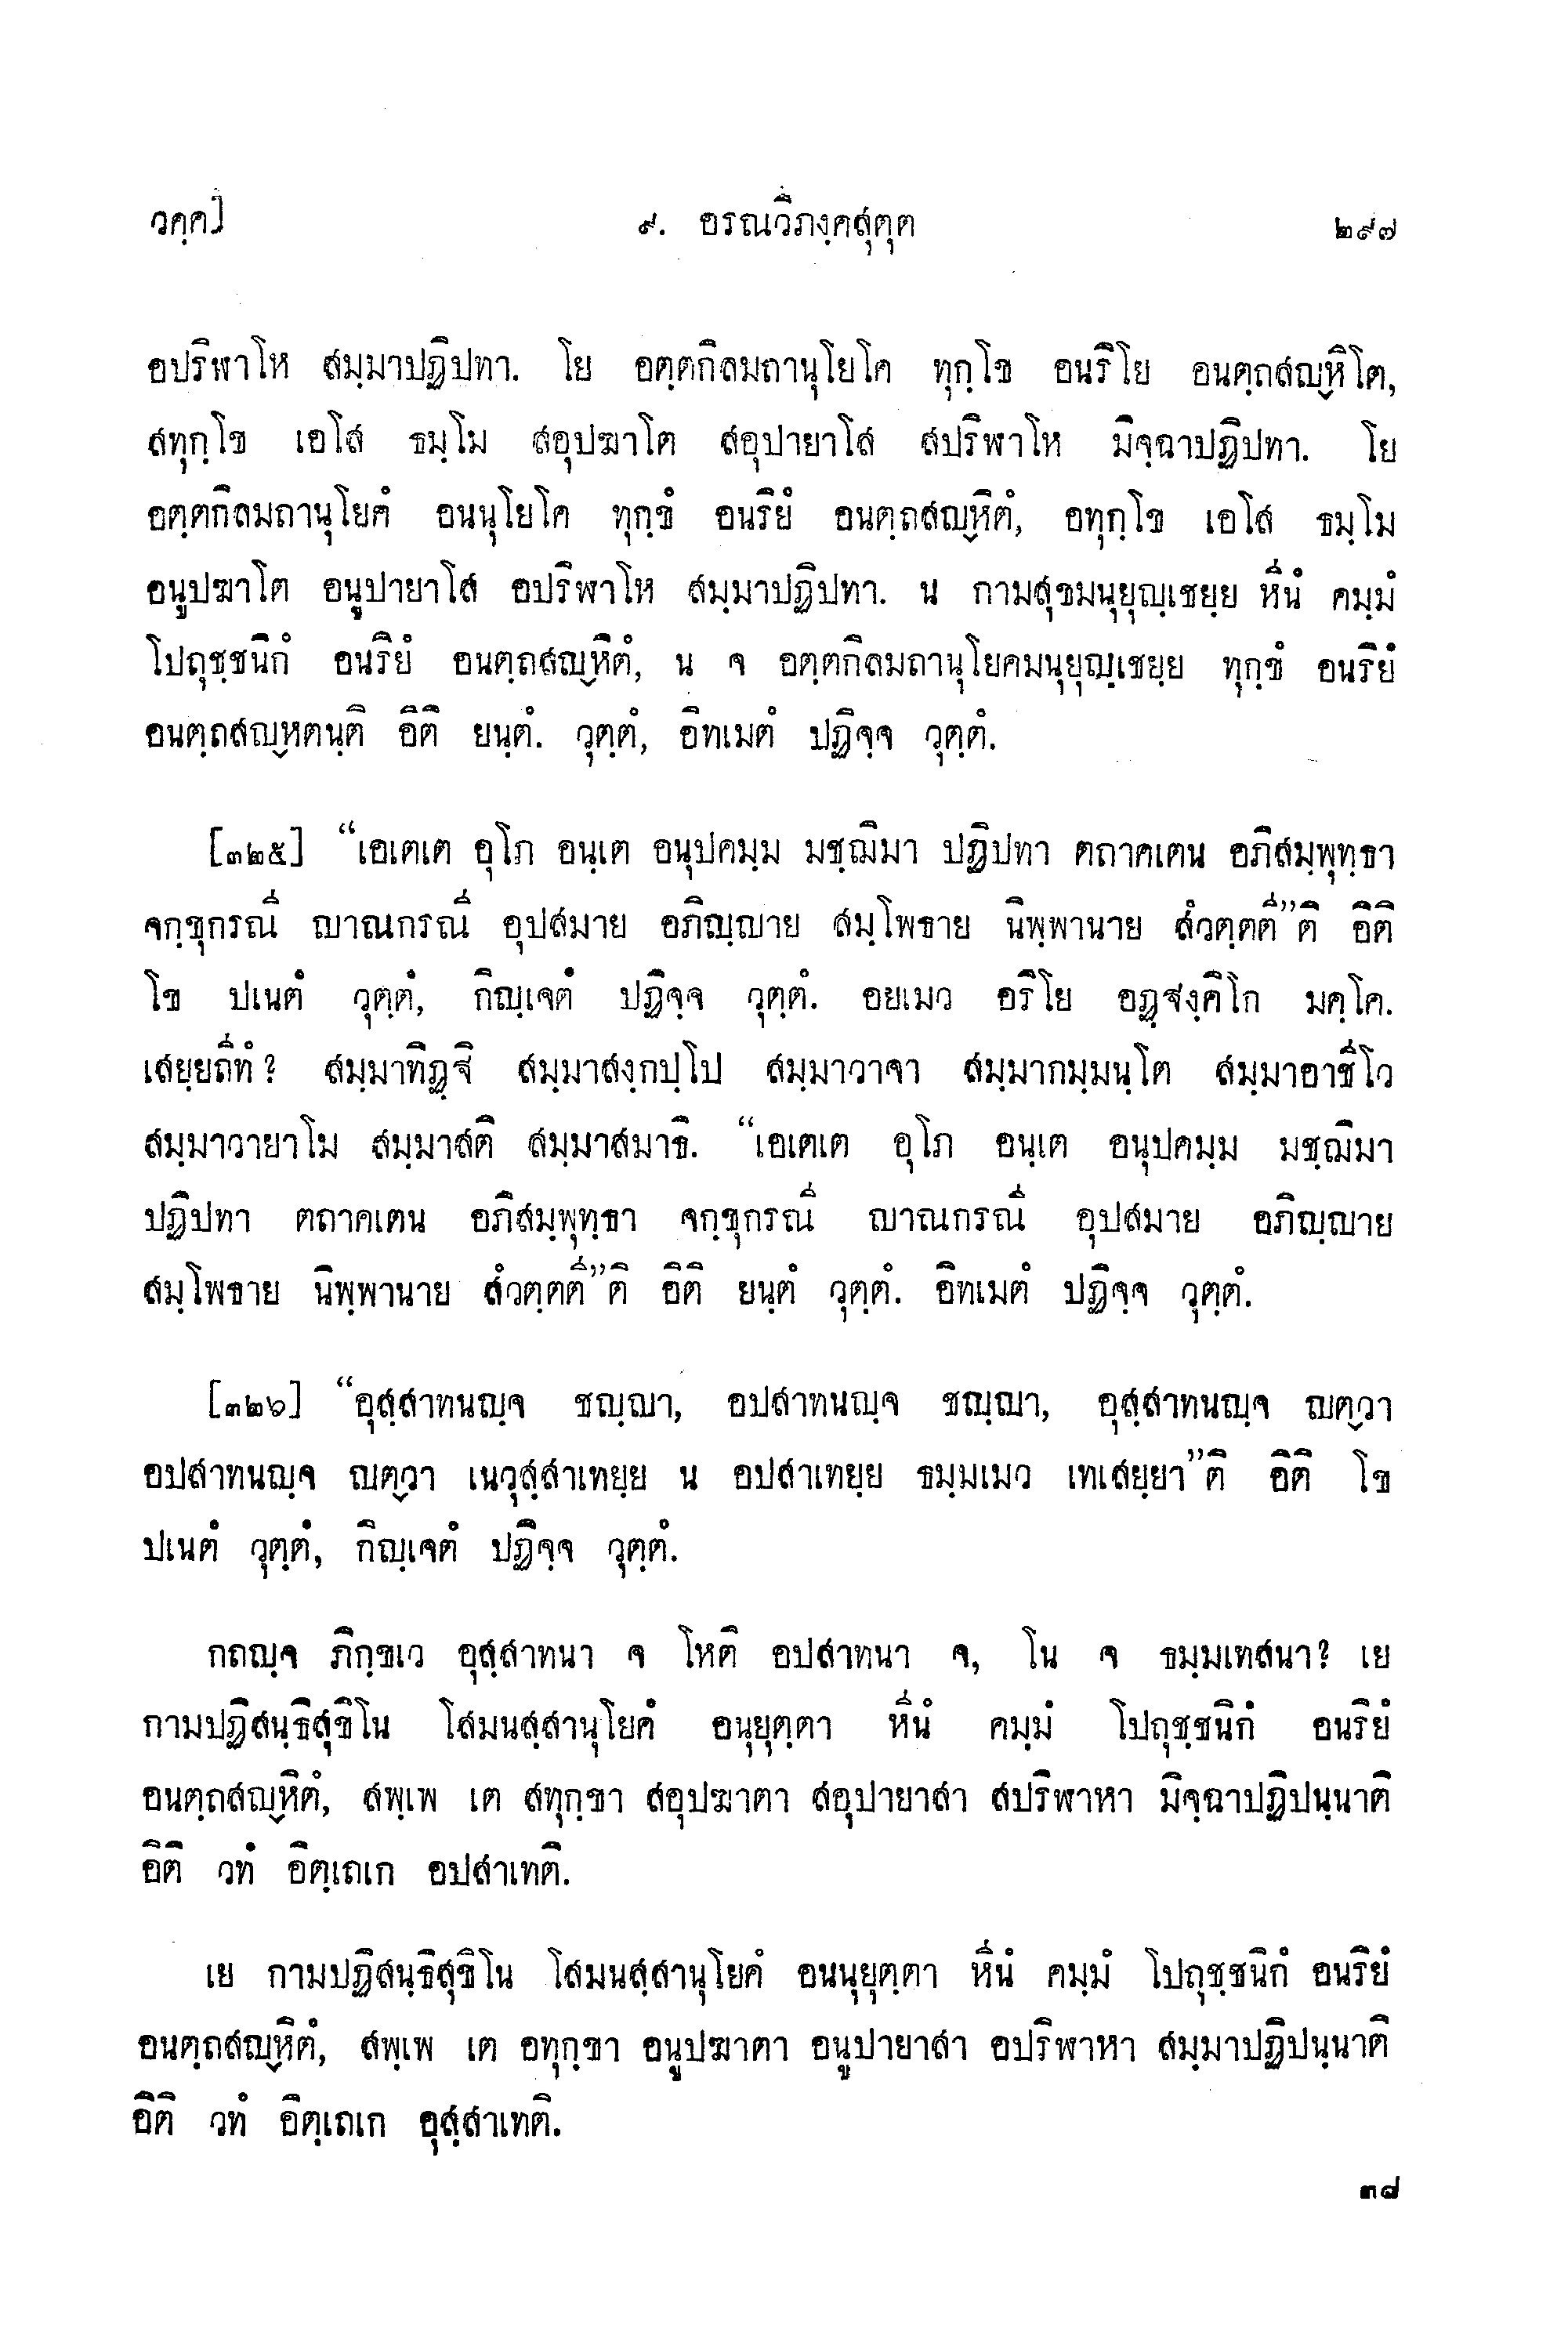 วคฺค]
๙. อรณวิภงฺคสุตฺต
๒๙๗
อปริฬาโห สมฺมาปฏิปทา. โย อตฺตกิลมถานุโยโค ทุกฺโข อนริโย อนตฺถสญฺหิโต,
สทุกฺโข เอโส ธมฺโม สอุปฆาโต สอุปายาโส สปริฬาโห มิจฺฉาปฏิปทา. โย
อตฺตกิลมถานุโยคํ อนนุโยโค ทุกฺขํ อนริยํ อนตฺถสญฺหิตํ, อทุกฺโข เอโส ธมฺโม
อนูปฆาโต อนูปายาโส อปริฬาโห สมฺมาปฏิปทา. น กามสุขมนุยุญฺเชยฺย หีนํ คมฺมํ
โปถุชฺชนิกํ อนริยํ อนตฺถสญฺหิตํ, น จ อตฺตกิลมถานุโยคมนุยุญฺเชยฺย ทุกฺขํ อนริยํ
อนตฺถสญฺหตนฺติ อิติ ยนฺตํ. วุตฺตํ, อิทเมตํ ปฏิจฺจ วุตฺตํ.
[๓๒๕] “เอเตเต อุโภ อนฺเต อนุปคมฺม มชฺฌิมา ปฏิปทา ตถาคเตน อภิสมฺพุทฺธา
จกฺขุกรณี ญาณกรณี อุปสมาย อภิญฺญาย สมฺโพธาย นิพฺพานาย สํวตฺตตี”ติ อิติ
โข ปเนตํ วุตฺตํ, กิญฺเจตํ ปฏิจฺจ วุตฺตํ. อยเมว อริโย อฏฺฐงฺคิโก มคฺโค.
เสยฺยถีทํ? สมฺมาทิฏฺฐิ สมฺมาสงฺกปฺโป สมฺมาวาจา สมฺมากมฺมนฺโต สมฺมาอาชีโว
สมฺมาวายาโม สมฺมาสติ สมฺมาสมาธิ. “เอเตเต อุโภ อนฺเต อนุปคมฺม มชฺฌิมา
ปฏิปทา ตถาคเตน อภิสมฺพุทฺธา จกฺขุกรณี ญาณกรณี อุปสมาย อภิญฺญาย
สมฺโพธาย นิพฺพานาย สํวตฺตตี”ติ อิติ ยนฺตํ วุตฺตํ. อิทเมตํ ปฏิจฺจ วุตฺตํ.
[๓๒๖] “อุสฺสาทนญฺจ ชญฺญา, อปสาทนญฺจ ชญฺญา, อุสฺสาทนญฺจ ญตฺวา
อปสาทนญฺจ ญตฺวา เนวุสฺสาเทยฺย น อปสาเทยฺย ธมฺมเมว เทเสยฺยา”ติ อิติ โข
ปเนตํ วุตฺตํ, กิญฺเจตํ ปฏิจฺจ วุตฺตํ.
กถญฺจ ภิกฺขเว อุสฺสาทนา จ โหติ อปสาทนา จ, โน จ ธมฺมเทสนา? เย
กามปฏิสนฺธิสุขิโน โสมนสฺสานุโยคํ อนุยุตฺตา หีนํ คมฺมํ โปถุชฺชนิกํ อนริยํ
อนตฺถสญฺหิตํ, สพฺเพ เต สทุกฺขา สอุปฆาตา สอุปายาสา สปริฬาหา มิจฺฉาปฏิปนฺนาติ
อิติ วทํ อิตฺเถเก อปสาเทติ.
เย กามปฏิสนฺธิสุขิโน โสมนสฺสานุโยคํ อนนุยุตฺตา หีนํ คมฺมํ โปถุชฺชนิกํ อนริยํ
อนตฺถสญฺหิตํ, สพฺเพ เต อทุกฺขา อนูปฆาตา อนูปายาสา อปริฬาหา สมฺมาปฏิปนฺนาติ
อิติ วทํ อิตฺเถเก อุสฺสาเทติ.
๓๘